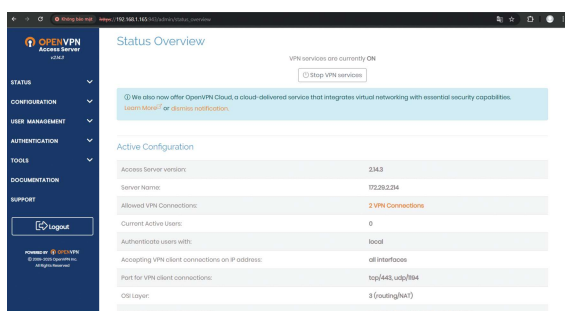 Không bảo mật https://192.168.1.165:943/admin/status_overview
OPENVPN
Access Server
v2.14.3
STATUS
CONFIGURATION
USER MANAGEMENT
AUTHENTICATION
TOOLS
DOCUMENTATION
SUPPORT
Logout
POWERED BY OPENVPN
© 2009-2025 OpenVPN Inc.
All Rights Reserved
Status Overview
VPN services are currently ON
Stop VPN services
We also now offer OpenVPN Cloud, a cloud-delivered service that integrates virtual networking with essential security capabilities.
Learn More or dismiss notification.
Active Configuration
Access Server version: 2.14.3
Server Name: 172.29.2.214
Allowed VPN Connections: 2 VPN Connections
Current Active Users: 0
Authenticate users with: local
Accepting VPN client connections on IP address: all interfaces
Port for VPN client connections: tcp/443, udp/1194
OSI Layer: 3 (routing/NAT)